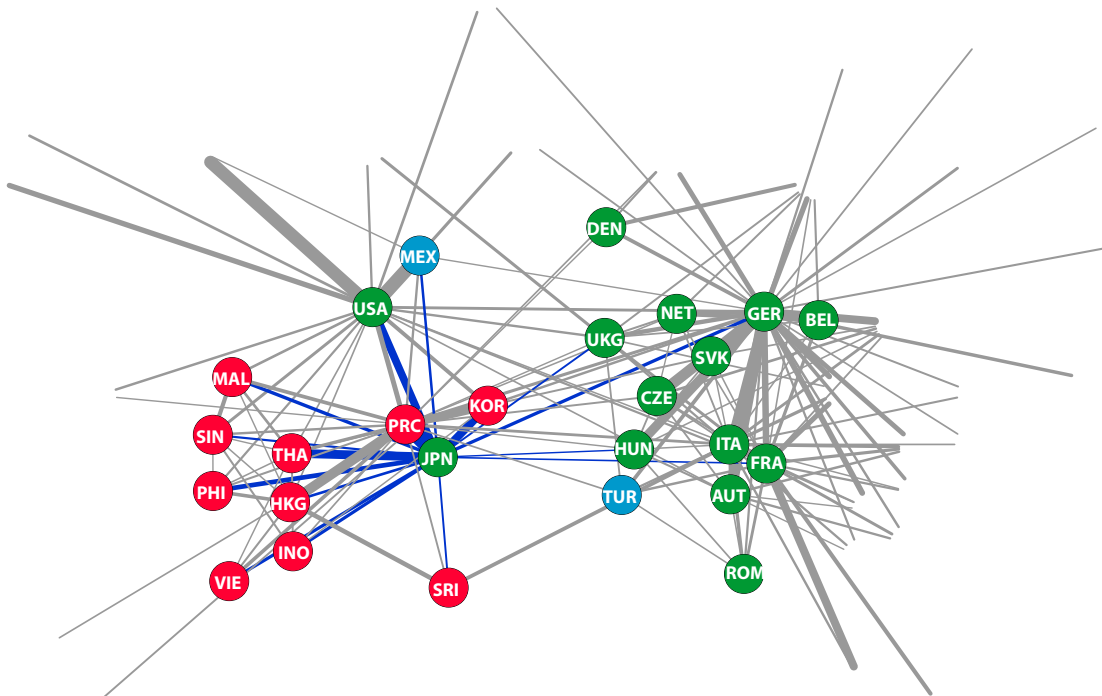 DEN
MEX
USA
NET
GER
BEL
UKG
SVK
MAL
CZE
KOR
PRC
SIN
THA
JPN
HUN
ITA
FRA
PHI
HKG
TUR
AUT
INO
VIE
SRI
ROM